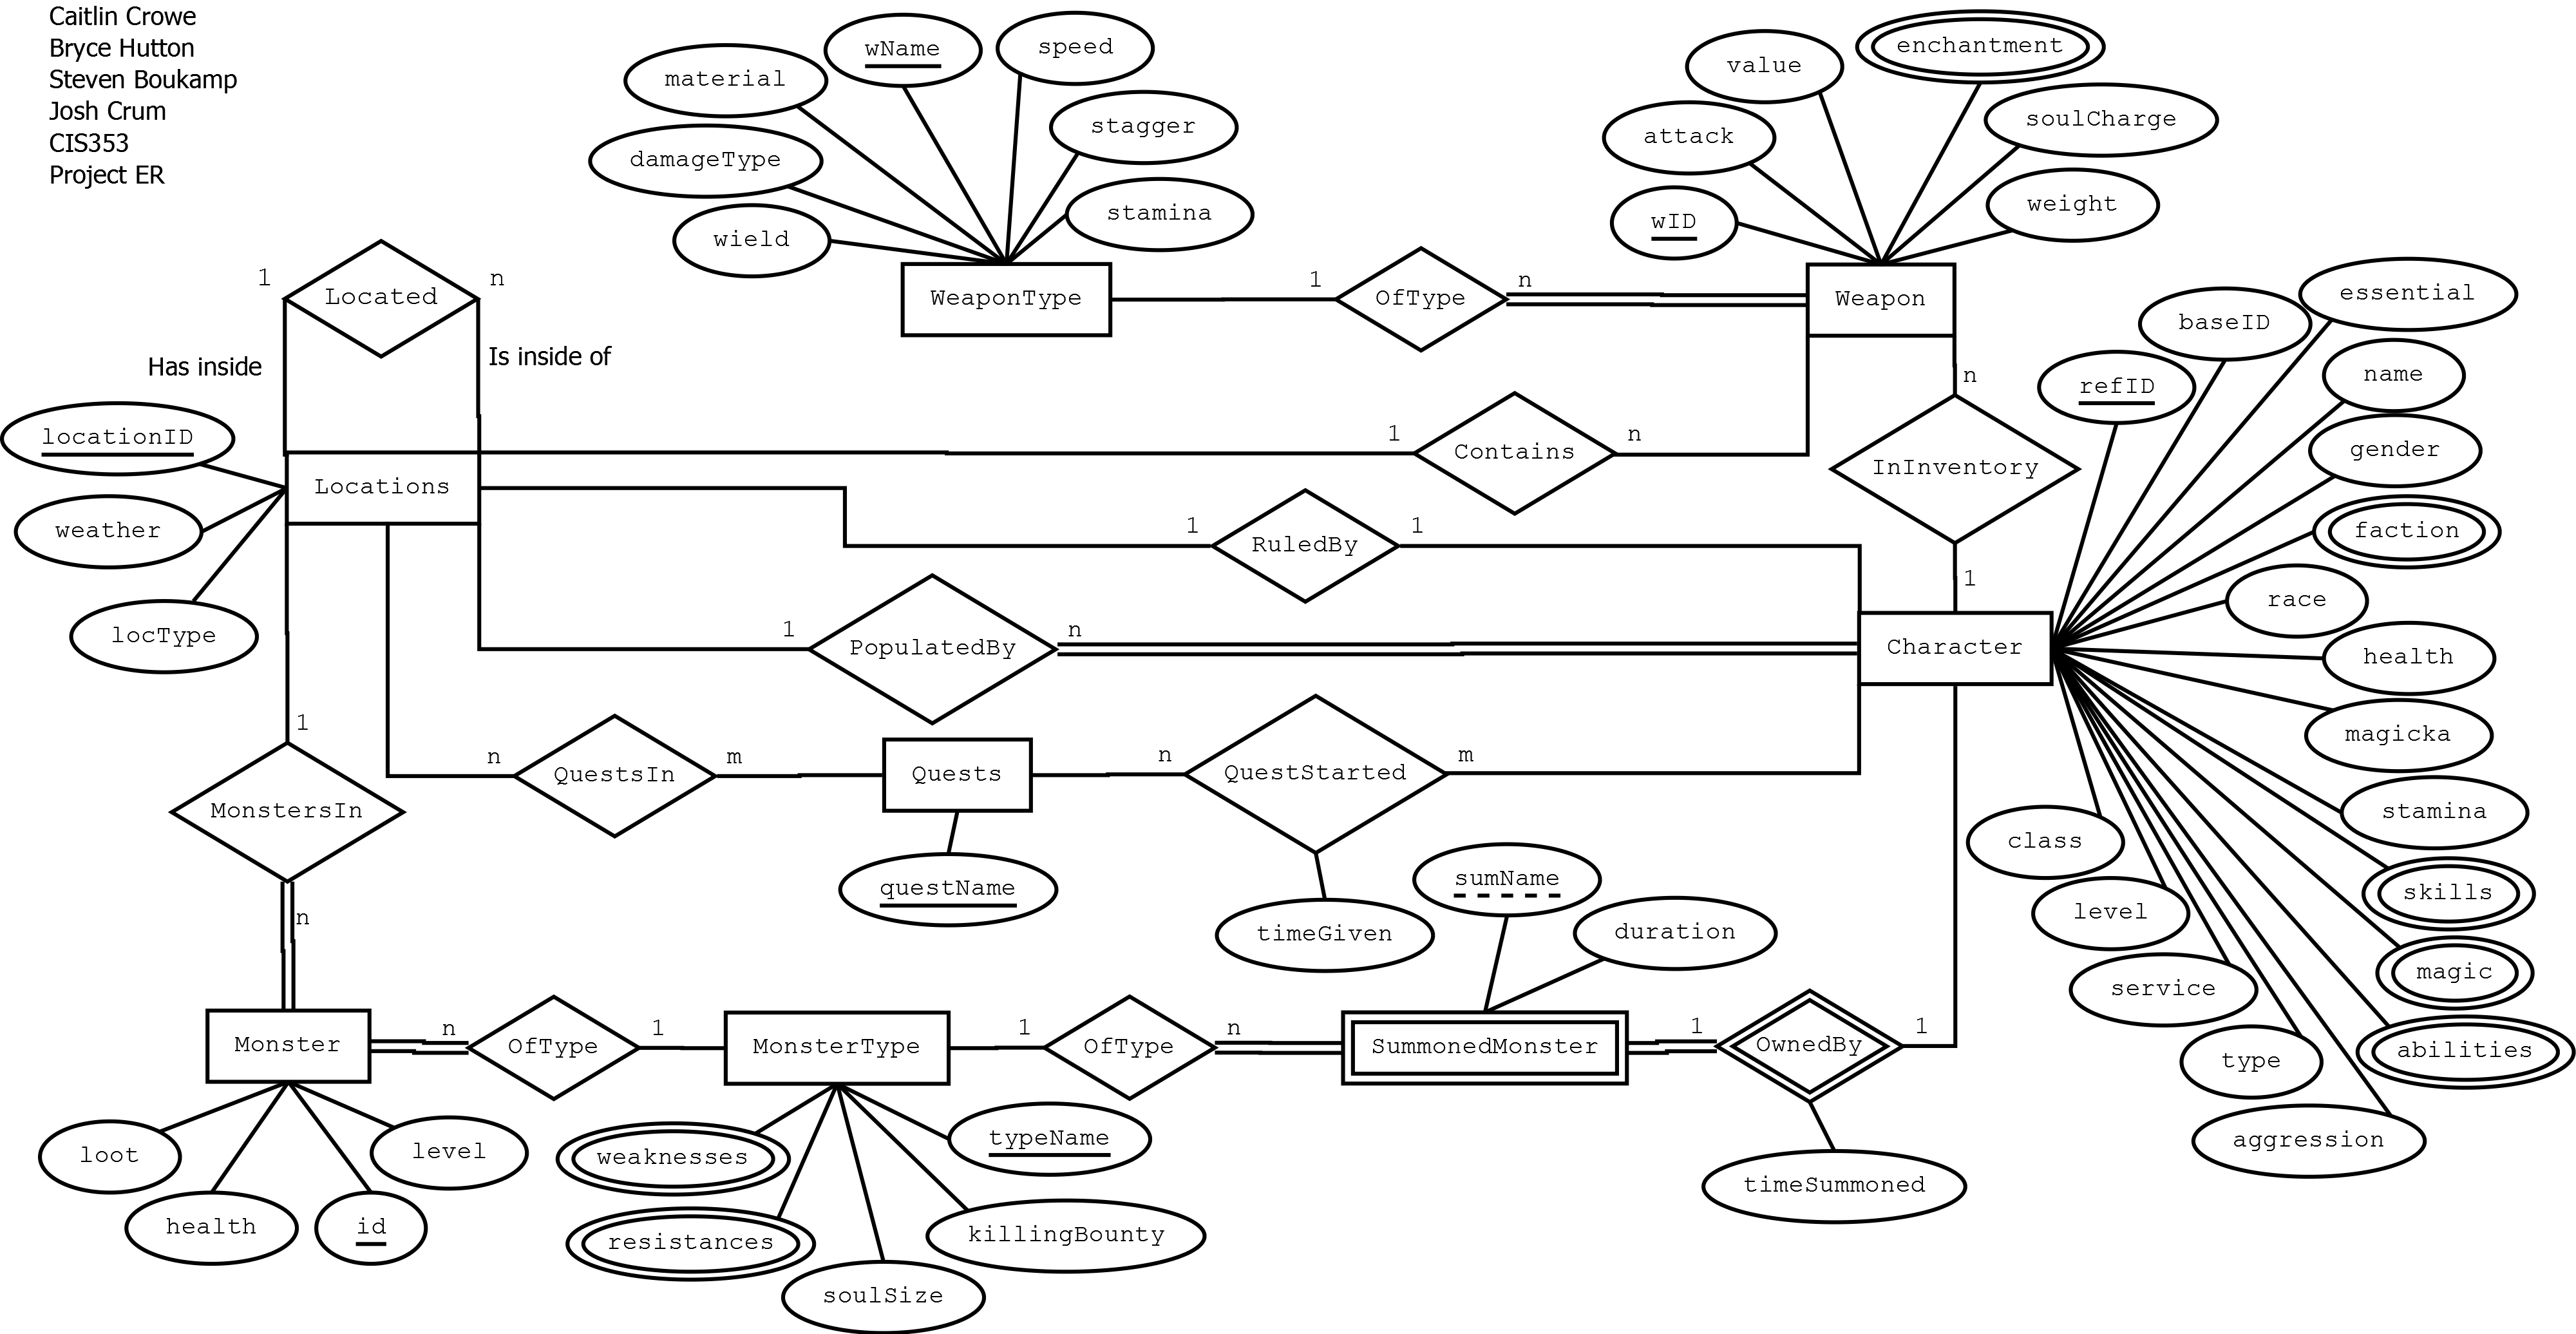 Caitlin Crowe
Bryce Hutton
Steven Boukamp
Josh Crum
CIS353
Project ER
wName
speed
material
stagger
damageType
stamina
wield
WeaponType
1
OfType
n
enchantment
value
soulCharge
attack
weight
wID
Weapon
1
Located
n
Has inside
Is inside of
locationID
weather
locType
Locations
1
Contains
n
n
InInventory
1
1
RuledBy
1
1
PopulatedBy
n
Character
essential
baseID
name
refID
gender
faction
race
health
magicka
stamina
skills
magic
abilities
class
level
service
type
aggression
1
MonstersIn
n
n
QuestsIn
m
Quests
questName
n
QuestStarted
m
timeGiven
Monster
loot
health
id
level
n
OfType
1
MonsterType
weaknesses
resistances
soulSize
killingBounty
typeName
1
OfType
n
sumName
duration
SummonedMonster
1
OwnedBy
1
timeSummoned